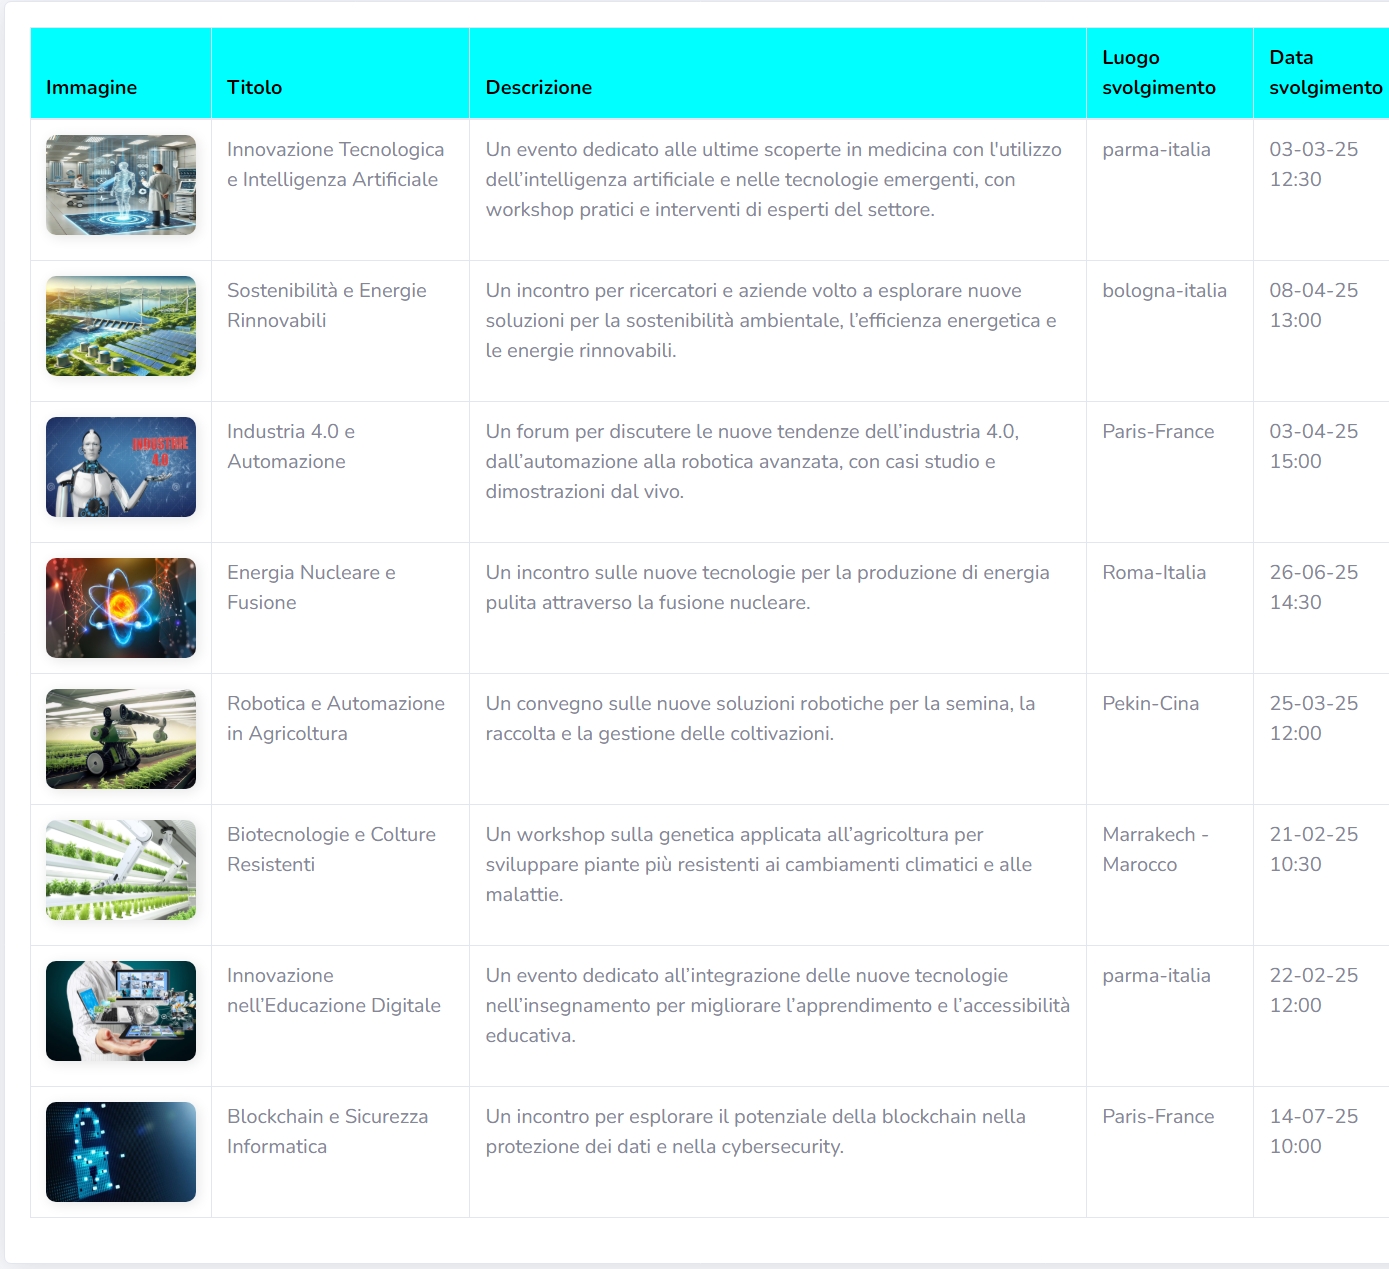 Immagine
Titolo
Descrizione
Luogo
svolgimento
Data
svolgimento
Innovazione Tecnologica
e Intelligenza Artificiale
Un evento dedicato alle ultime scoperte in medicina con l'utilizzo
dell’intelligenza artificiale e nelle tecnologie emergenti, con
workshop pratici e interventi di esperti del settore.
parma-italia
03-03-25
12:30
Sostenibilità e Energie
Rinnovabili
Un incontro per ricercatori e aziende volto a esplorare nuove
soluzioni per la sostenibilità ambientale, l’efficienza energetica e
le energie rinnovabili.
bologna-italia
08-04-25
13:00
INDUSTRIE
4.0
Industria 4.0 e
Automazione
Un forum per discutere le nuove tendenze dell’industria 4.0,
dall’automazione alla robotica avanzata, con casi studio e
dimostrazioni dal vivo.
Paris-France
03-04-25
15:00
Energia Nucleare e
Fusione
Un incontro sulle nuove tecnologie per la produzione di energia
pulita attraverso la fusione nucleare.
Roma-Italia
26-06-25
14:30
Robotica e Automazione
in Agricoltura
Un convegno sulle nuove soluzioni robotiche per la semina, la
raccolta e la gestione delle coltivazioni.
Pekin-Cina
25-03-25
12:00
Biotecnologie e Colture
Resistenti
Un workshop sulla genetica applicata all’agricoltura per
sviluppare piante più resistenti ai cambiamenti climatici e alle
malattie.
Marrakech -
Marocco
21-02-25
10:30
Innovazione
nell’Educazione Digitale
Un evento dedicato all’integrazione delle nuove tecnologie
nell’insegnamento per migliorare l’apprendimento e l’accessibilità
educativa.
parma-italia
22-02-25
12:00
Blockchain e Sicurezza
Informatica
Un incontro per esplorare il potenziale della blockchain nella
protezione dei dati e nella cybersecurity.
Paris-France
14-07-25
10:00